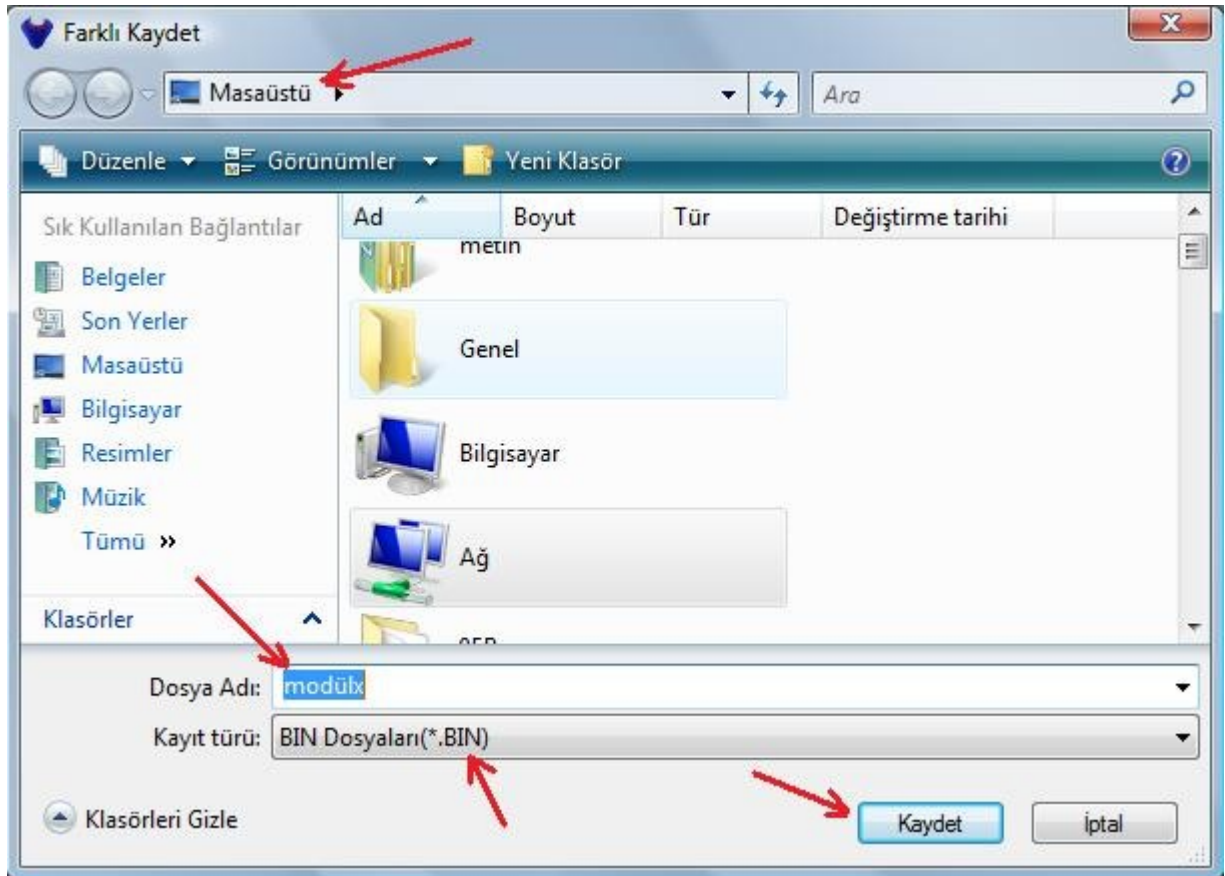 Farklı Kaydet
Masaüstü
Ara
Düzenle Görünümler Yeni Klasör
Sık Kullanılan Bağlantılar
Ad Boyut Tür Değiştirme tarihi
metin
Belgeler
Son Yerler
Genel
Masaüstü
Bilgisayar
Bilgisayar
Resimler
Müzik
Tümü »
Ağ
Klasörler
Dosya Adı: modülx
Kayıt türü: BIN Dosyaları(*.BIN)
Klasörleri Gizle
Kaydet İptal